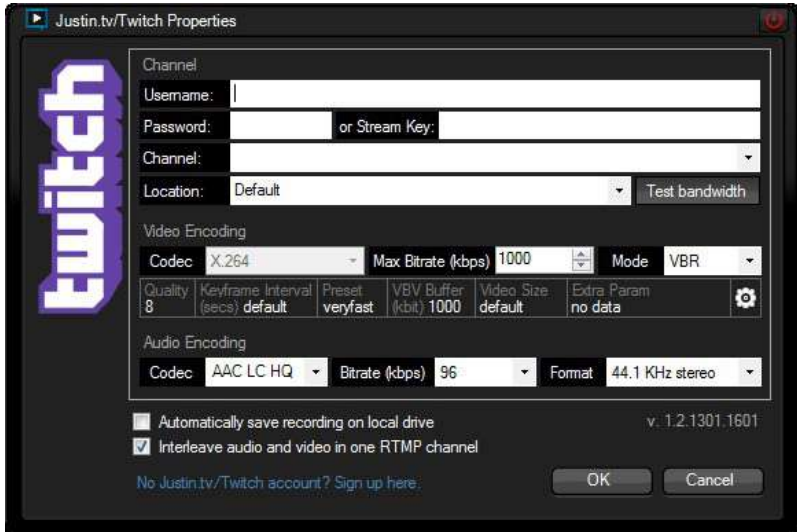 Justin.tv/Twitch Properties
twitch
Channel
Username:
Password: or Stream Key:
Channel:
Location: Default Test bandwidth
Video Encoding
Codec X.264 Max Bitrate (kbps) 1000 Mode VBR
Quality Keyframe Interval Preset VBV Buffer Video Size Extra Param
8 (secs) default veryfast (kbit) 1000 default no data
Audio Encoding
Codec AAC LC HQ Bitrate (kbps) 96 Format 44.1 KHz stereo
Automatically save recording on local drive v. 1.2.1301.1601
Interleave audio and video in one RTMP channel
No Justin.tv/Twitch account? Sign up here. OK Cancel